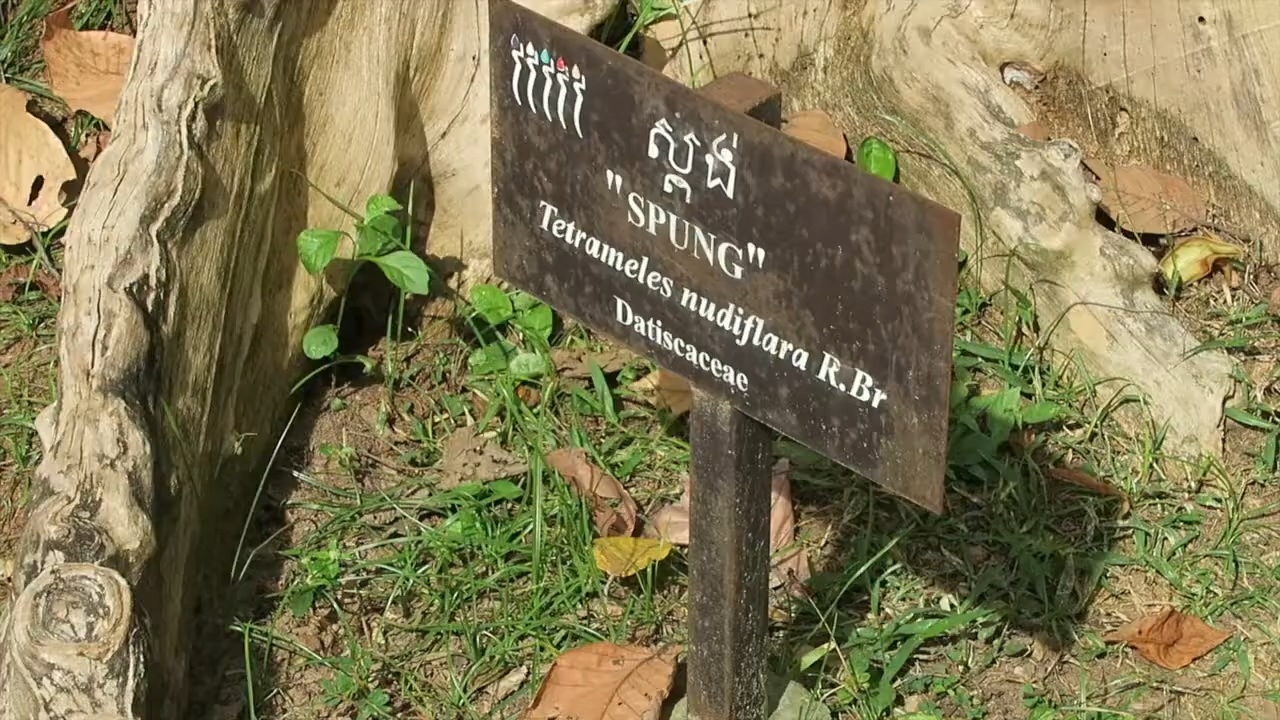 ស្ពង់
"SPUNG"
Tetrameles nudiflara R.Br
Datiscaceae